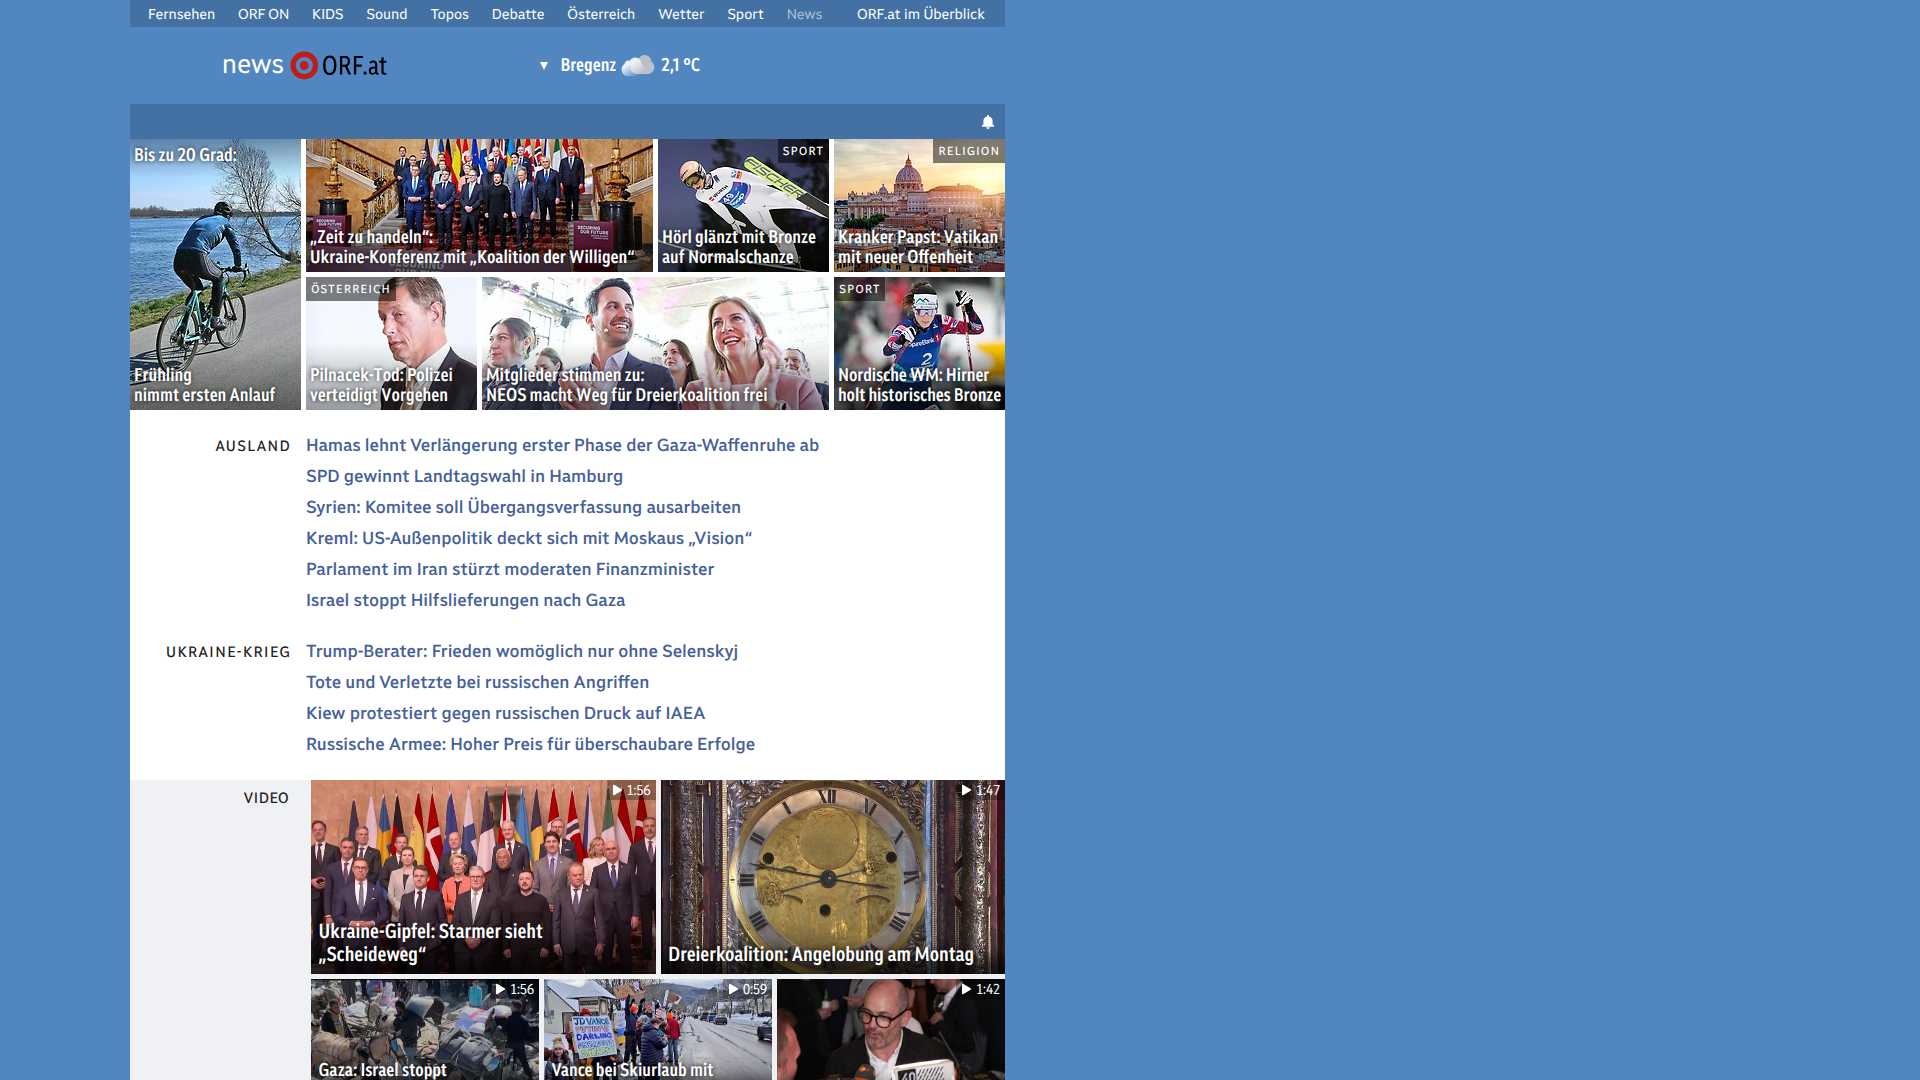 Fernsehen ORF ON KIDS Sound Topos Debatte Österreich Wetter Sport News ORF.at im Überblick
news ORF.at
Bregenz 2,1 °C
Bis zu 20 Grad:
Frühling
nimmt ersten Anlauf
„Zeit zu handeln“:
Ukraine-Konferenz mit „Koalition der Willigen“
SPORT
Hörl glänzt mit Bronze
auf Normalschanze
RELIGION
Kranker Papst: Vatikan
mit neuer Offenheit
ÖSTERREICH
Pilnacek-Tod: Polizei
verteidigt Vorgehen
Mitglieder stimmen zu:
NEOS macht Weg für Dreierkoalition frei
SPORT
Nordische WM: Hirner
holt historisches Bronze
AUSLAND
Hamas lehnt Verlängerung erster Phase der Gaza-Waffenruhe ab
SPD gewinnt Landtagswahl in Hamburg
Syrien: Komitee soll Übergangsverfassung ausarbeiten
Kreml: US-Außenpolitik deckt sich mit Moskaus „Vision“
Parlament im Iran stürzt moderaten Finanzminister
Israel stoppt Hilfslieferungen nach Gaza
UKRAINE-KRIEG
Trump-Berater: Frieden womöglich nur ohne Selenskyj
Tote und Verletzte bei russischen Angriffen
Kiew protestiert gegen russischen Druck auf IAEA
Russische Armee: Hoher Preis für überschaubare Erfolge
VIDEO
1:56
Ukraine-Gipfel: Starmer sieht
„Scheideweg“
1:47
Dreierkoalition: Angelobung am Montag
1:56
Gaza: Israel stoppt
0:59
Vance bei Skiurlaub mit
1:42